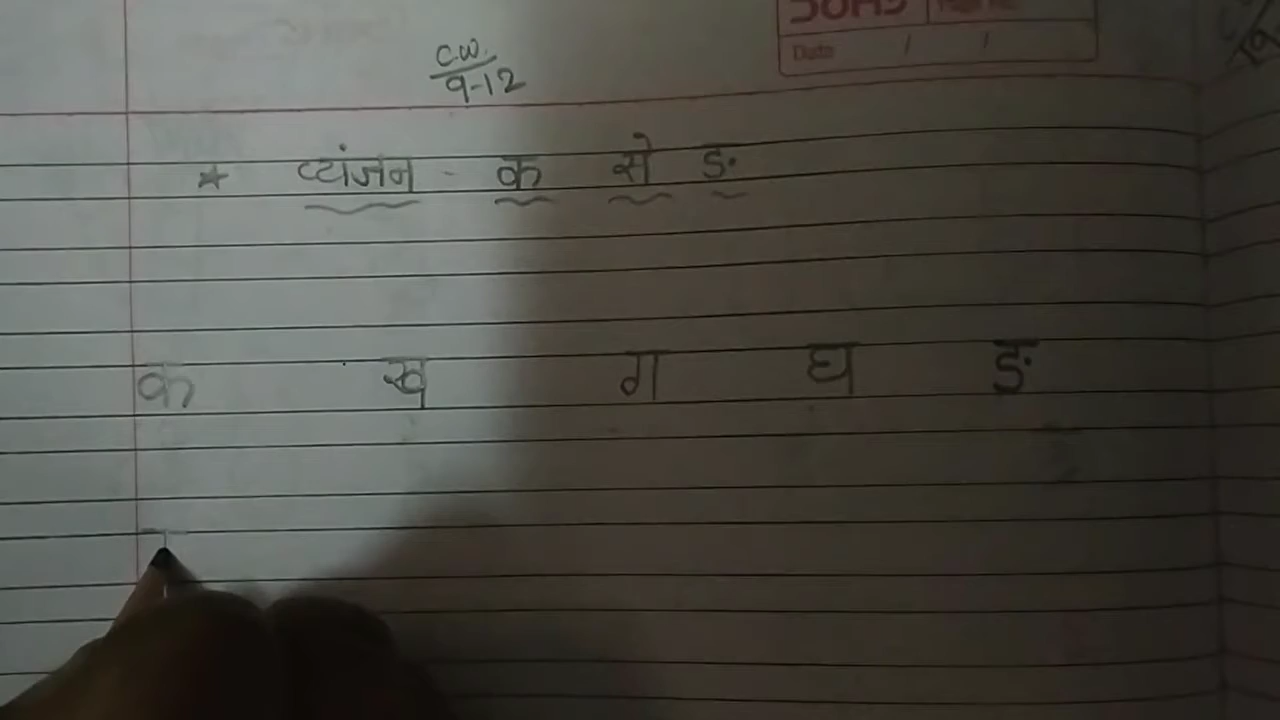 C.W.
9-12
Date / /
★ व्यंजन - क से ङ
क ख ग घ ङ